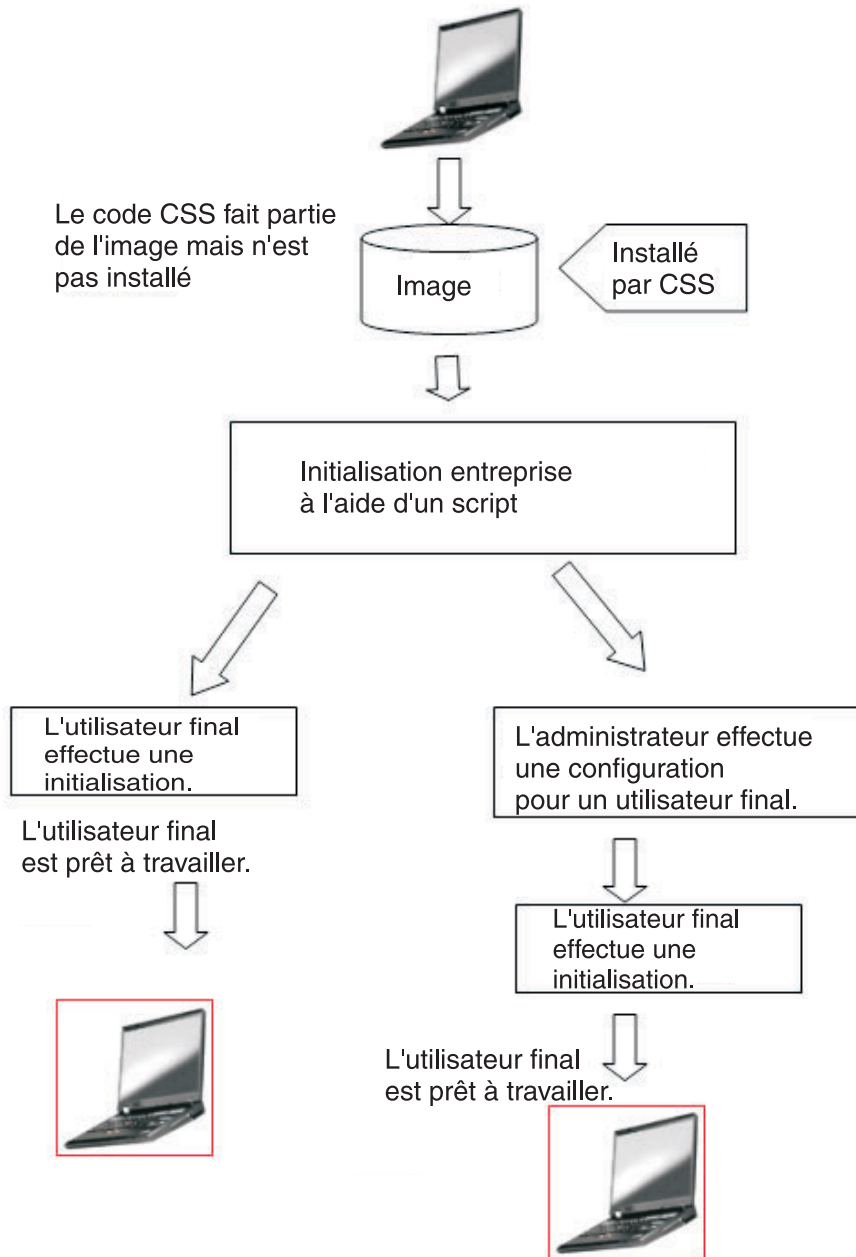 Le code CSS fait partie
de l'image mais n'est
pas installé
Image
Installé
par CSS
Initialisation entreprise
à l'aide d'un script
L'utilisateur final
effectue une
initialisation.
L'utilisateur final
est prêt à travailler.
L'administrateur effectue
une configuration
pour un utilisateur final.
L'utilisateur final
effectue une
initialisation.
L'utilisateur final
est prêt à travailler.